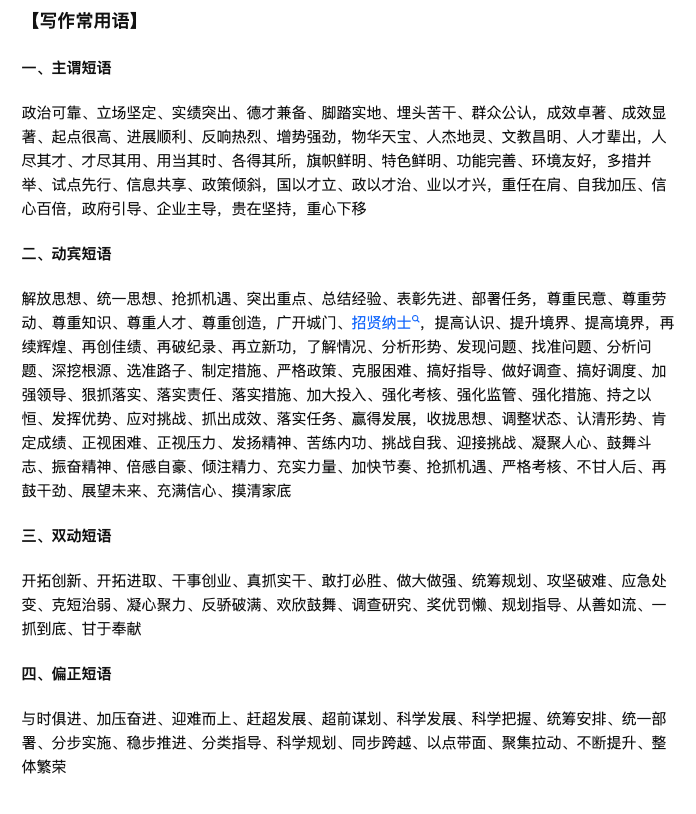 【写作常用语】
一、主谓短语
政治可靠、立场坚定、实绩突出、德才兼备、脚踏实地、埋头苦干、群众公认，成效卓著、成效显
著、起点很高、进展顺利、反响热烈、增势强劲，物华天宝、人杰地灵、文教昌明、人才辈出，人
尽其才、才尽其用、用当其时、各得其所，旗帜鲜明、特色鲜明、功能完善、环境友好，多措并
举、试点先行、信息共享、政策倾斜，国以才立、政以才治、业以才兴，重任在肩、自我加压、信
心百倍，政府引导、企业主导，贵在坚持，重心下移
二、动宾短语
解放思想、统一思想、抢抓机遇、突出重点、总结经验、表彰先进、部署任务，尊重民意、尊重劳
动、尊重知识、尊重人才、尊重创造，广开城门、招贤纳士，提高认识、提升境界、提高境界，再
续辉煌、再创佳绩、再破纪录、再立新功，了解情况、分析形势、发现问题、找准问题、分析问
题、深挖根源、选准路子、制定措施、严格政策、克服困难、搞好指导、做好调查、搞好调度、加
强领导、狠抓落实、落实责任、落实措施、加大投入、强化考核、强化监管、强化措施、持之以
恒、发挥优势、应对挑战、抓出成效、落实任务、赢得发展，收拢思想、调整状态、认清形势、肯
定成绩、正视困难、正视压力、发扬精神、苦练内功、挑战自我、迎接挑战、凝聚人心、鼓舞斗
志、振奋精神、倍感自豪、倾注精力、充实力量、加快节奏、抢抓机遇、严格考核、不甘人后、再
鼓干劲、展望未来、充满信心、摸清家底
三、双动短语
开拓创新、开拓进取、干事创业、真抓实干、敢打必胜、做大做强、统筹规划、攻坚破难、应急处
变、克短治弱、凝心聚力、反骄破满、欢欣鼓舞、调查研究、奖优罚懒、规划指导、从善如流、一
抓到底、甘于奉献
四、偏正短语
与时俱进、加压奋进、迎难而上、赶超发展、超前谋划、科学发展、科学把握、统筹安排、统一部
署、分步实施、稳步推进、分类指导、科学规划、同步跨越、以点带面、聚集拉动、不断提升、整
体繁荣